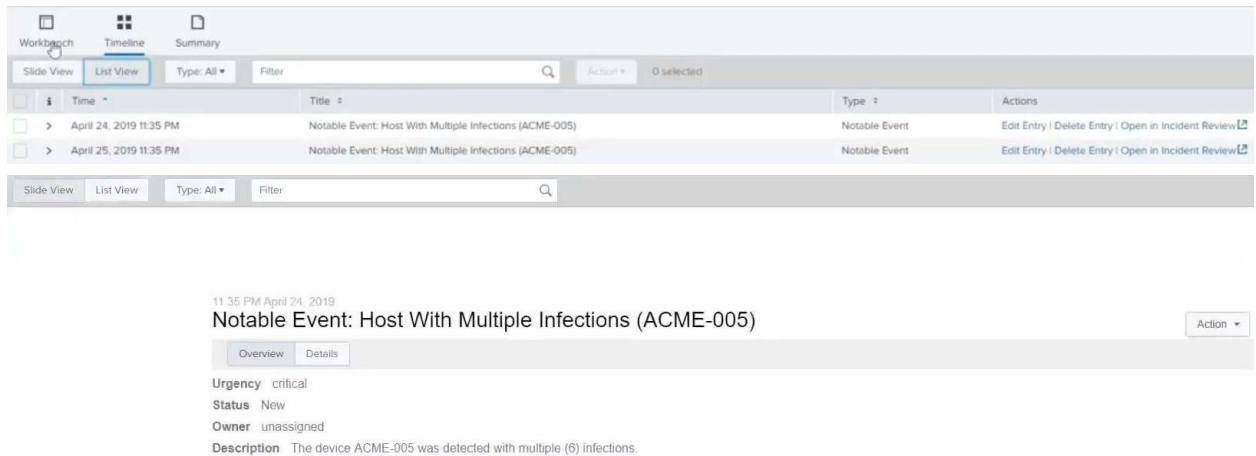 Workbench Timeline Summary
Slide View List View Type: All ▾ Filter Action ▾ 0 selected
i Time Title Type Actions
> April 24, 2019 11:35 PM Notable Event: Host With Multiple Infections (ACME-005) Notable Event Edit Entry | Delete Entry | Open in Incident Review
> April 25, 2019 11:35 PM Notable Event: Host With Multiple Infections (ACME-005) Notable Event Edit Entry | Delete Entry | Open in Incident Review
Slide View List View Type: All ▾ Filter
11:35 PM April 24, 2019
Notable Event: Host With Multiple Infections (ACME-005)
Action ▾
Overview Details
Urgency critical
Status New
Owner unassigned
Description The device ACME-005 was detected with multiple (6) infections.